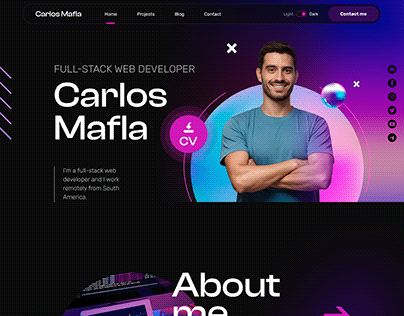 Carlos Mafla
Home
Projects
Blog
Contact
Light
Dark
Contact me
FULL-STACK WEB DEVELOPER
Carlos
Mafla
CV
I'm a full-stack web
developer and I work
remotely from South
America.
About
me